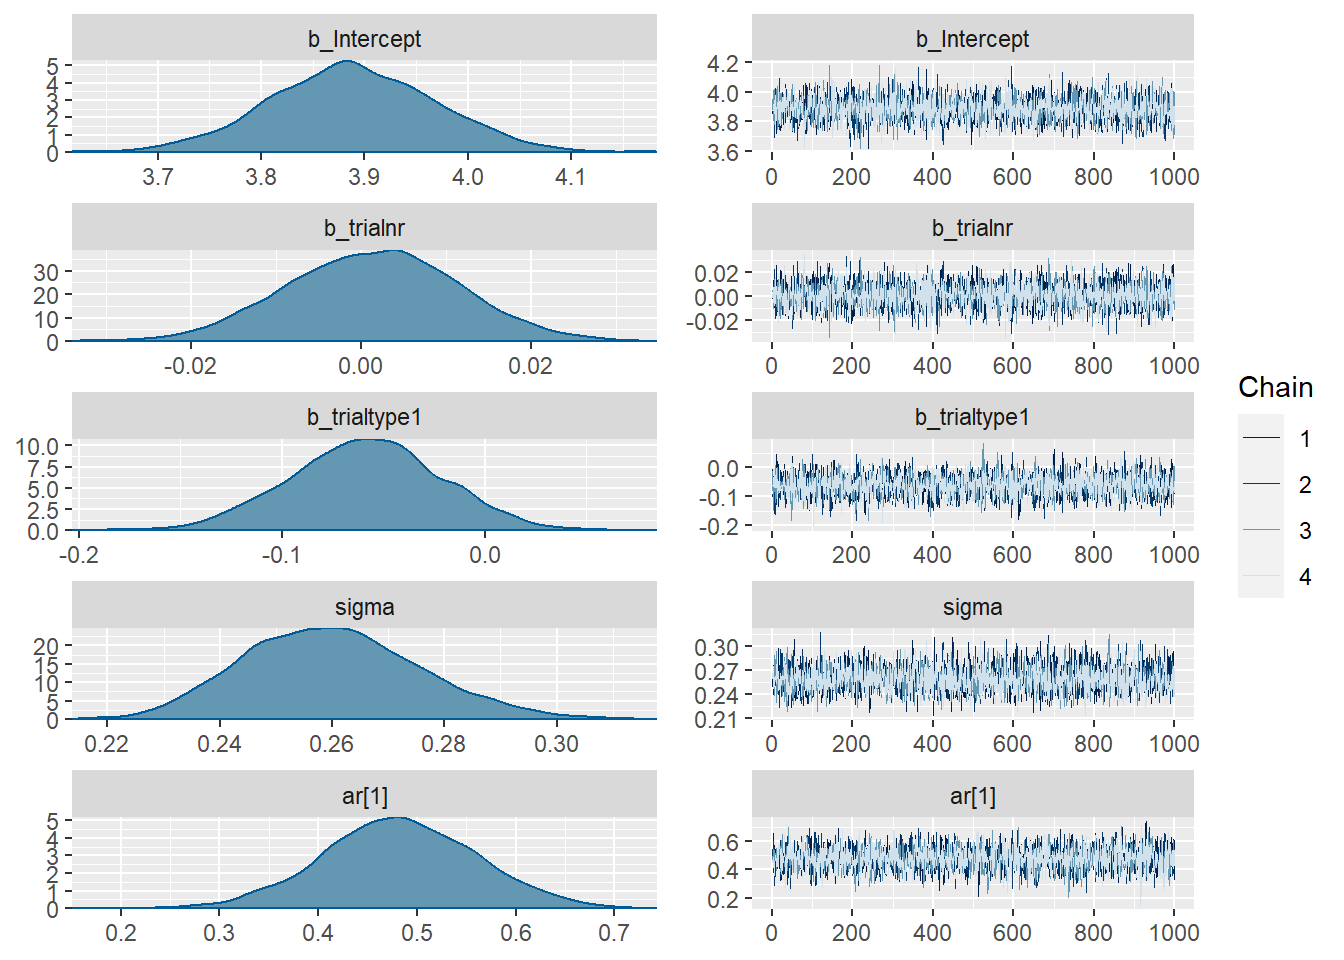 b_Intercept
5
4
3
2
1
0
3.7 3.8 3.9 4.0 4.1
b_Intercept
4.2
4.0
3.8
3.6
0 200 400 600 800 1000
b_trialnr
30
20
10
0
-0.02 0.00 0.02
b_trialnr
0.02
0.00
-0.02
0 200 400 600 800 1000
b_trialtype1
10.0
7.5
5.0
2.5
0.0
-0.2 -0.1 0.0
b_trialtype1
0.0
-0.1
-0.2
0 200 400 600 800 1000
sigma
20
15
10
5
0
0.22 0.24 0.26 0.28 0.30
sigma
0.30
0.27
0.24
0.21
0 200 400 600 800 1000
ar[1]
5
4
3
2
1
0
0.2 0.3 0.4 0.5 0.6 0.7
ar[1]
0.6
0.4
0.2
0 200 400 600 800 1000
Chain
1
2
3
4